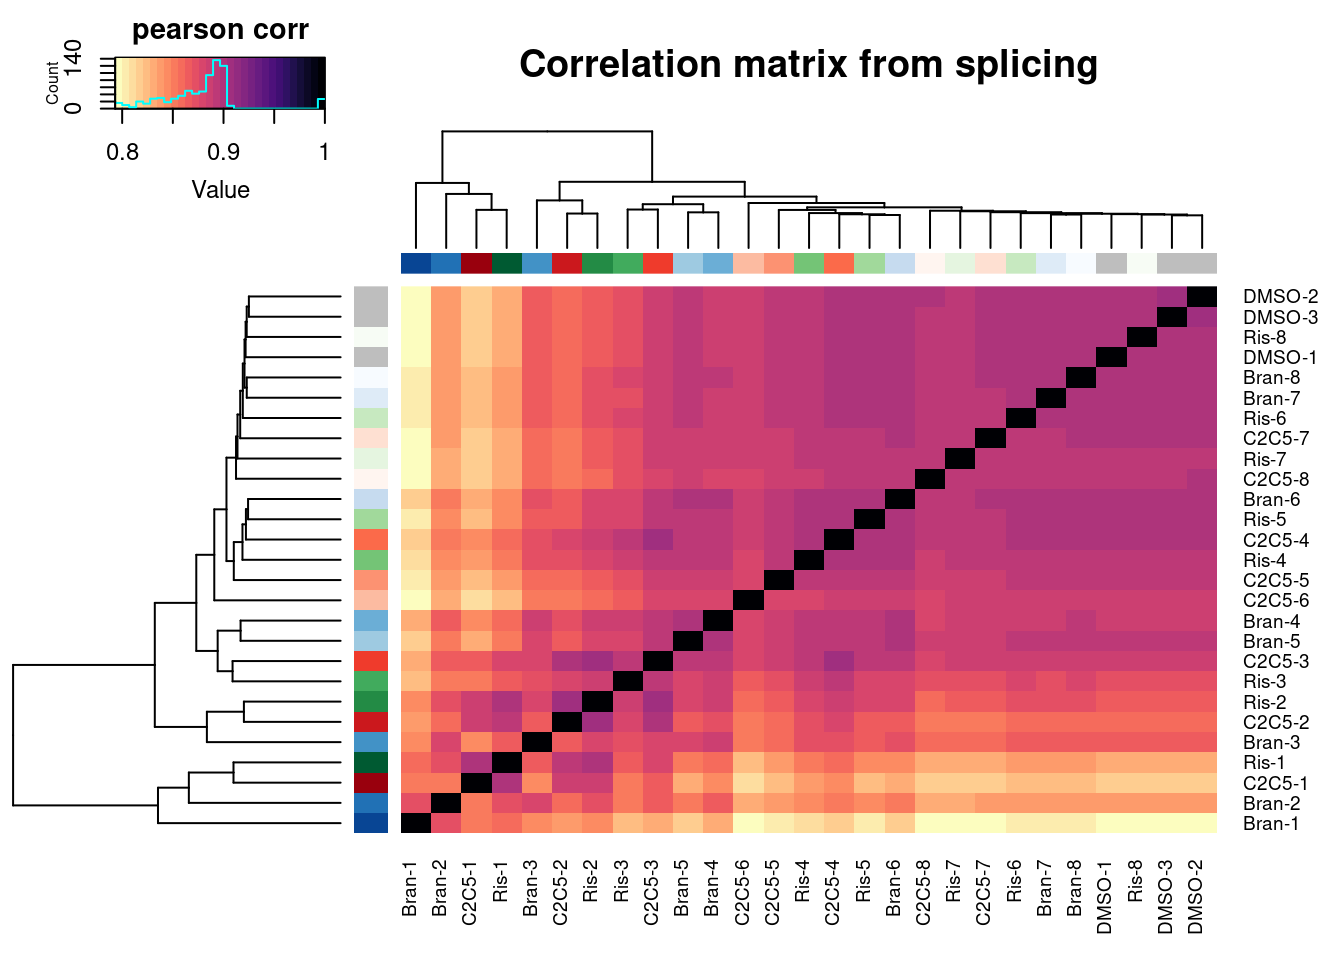 pearson corr
Correlation matrix from splicing
Count
0 140
0.8 0.9 1
Value
DMSO-2
DMSO-3
Ris-8
DMSO-1
Bran-8
Bran-7
Ris-6
C2C5-7
Ris-7
C2C5-8
Bran-6
Ris-5
C2C5-4
Ris-4
C2C5-5
C2C5-6
Bran-4
Bran-5
C2C5-3
Ris-3
Ris-2
C2C5-2
Bran-3
Ris-1
C2C5-1
Bran-2
Bran-1
Bran-1
Bran-2
C2C5-1
Ris-1
Bran-3
C2C5-2
Ris-2
Ris-3
C2C5-3
Bran-5
Bran-4
C2C5-6
C2C5-5
Ris-4
C2C5-4
Ris-5
Bran-6
C2C5-8
Ris-7
C2C5-7
Ris-6
Bran-7
Bran-8
DMSO-1
Ris-8
DMSO-3
DMSO-2